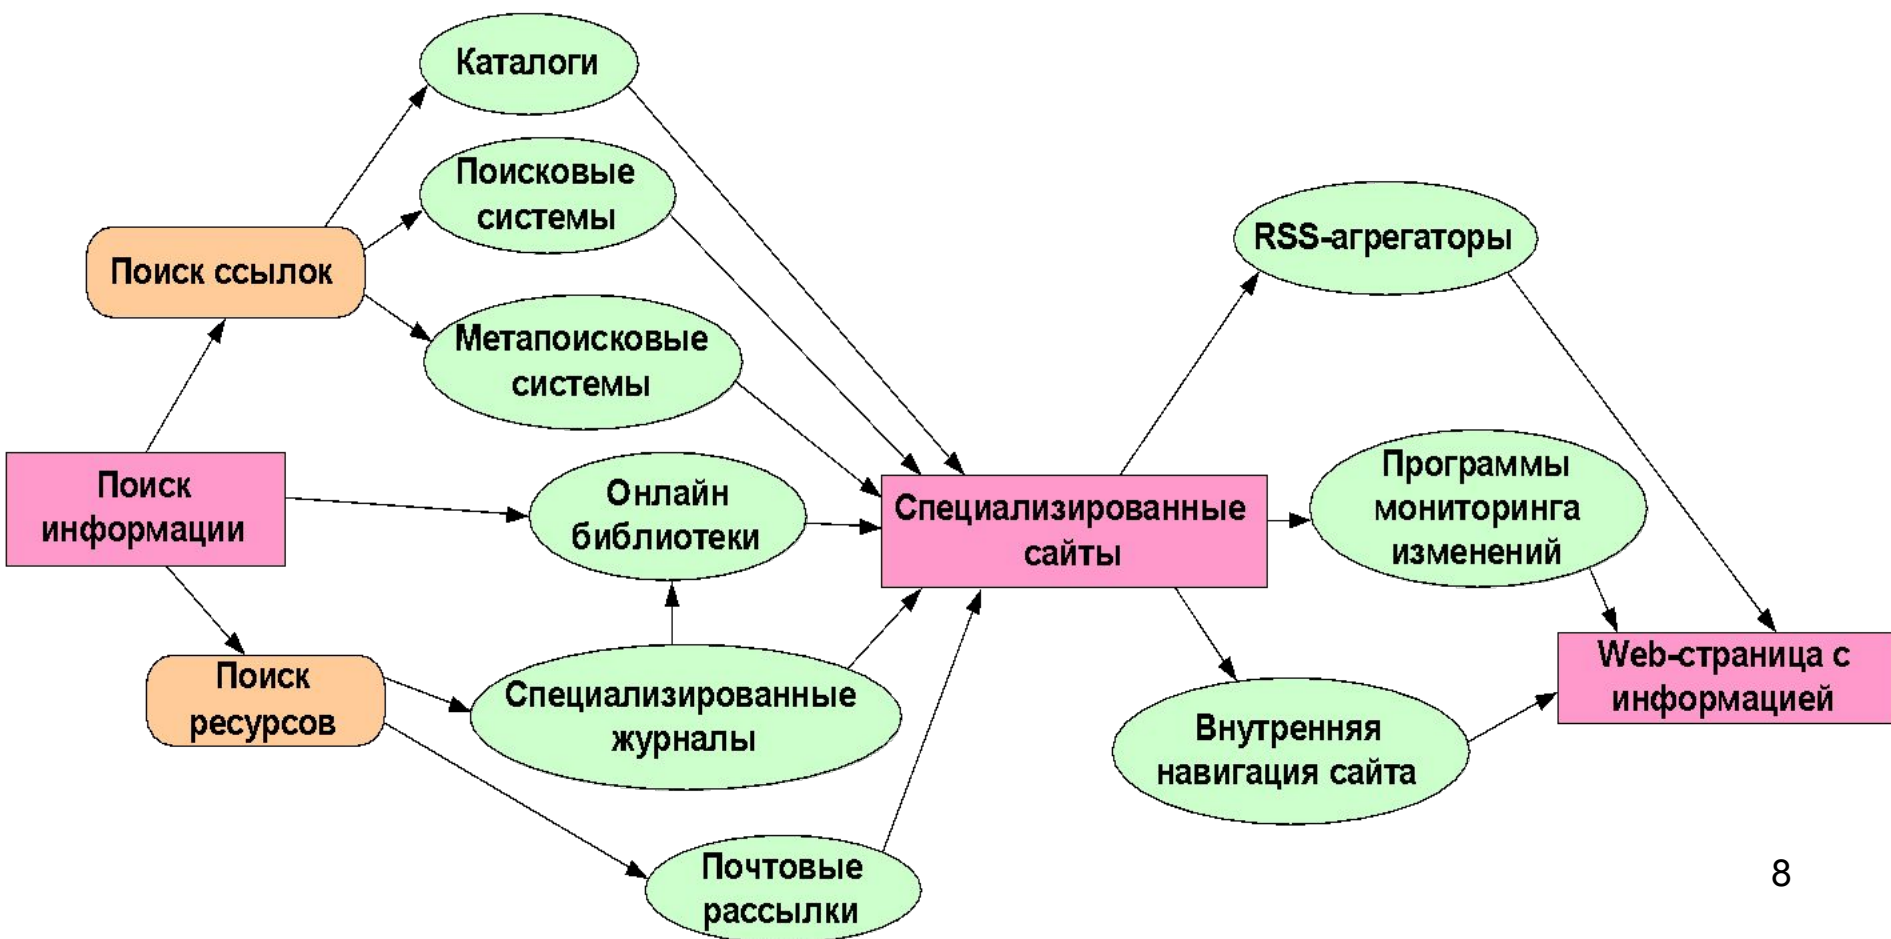 Каталоги
Поисковые
системы
Поиск ссылок
Метапоисковые
системы
Поиск
информации
Онлайн
библиотеки
Поиск
ресурсов
Специализированные
журналы
Почтовые
рассылки
Специализированные
сайты
RSS-агрегаторы
Программы
мониторинга
изменений
Внутренняя
навигация сайта
Web-страница с
информацией
8